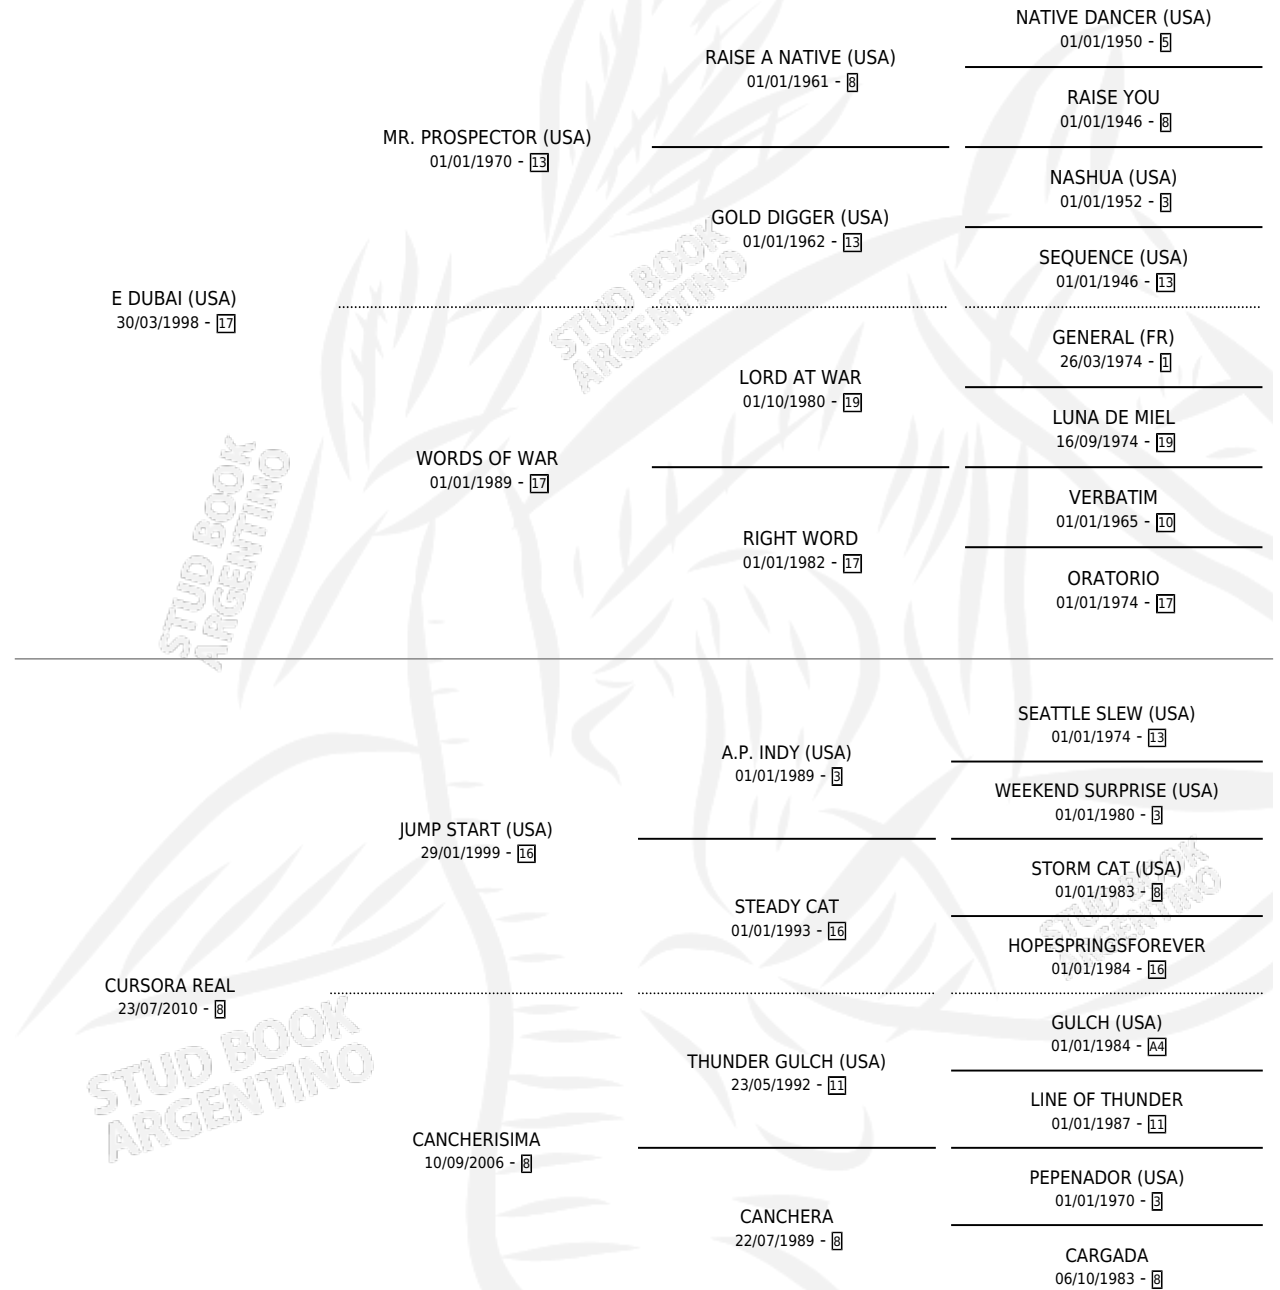 NATIVE DANCER (USA)
01/01/1950 - 5
RAISE A NATIVE (USA)
01/01/1961 - 8
RAISE YOU
01/01/1946 - 8
MR. PROSPECTOR (USA)
01/01/1970 - 13
NASHUA (USA)
01/01/1952 - 3
GOLD DIGGER (USA)
01/01/1962 - 13
SEQUENCE (USA)
01/01/1946 - 13
E DUBAI (USA)
30/03/1998 - 17
STUD BOOK
ARGENTINO
GENERAL (FR)
26/03/1974 - 1
LORD AT WAR
01/10/1980 - 19
LUNA DE MIEL
16/09/1974 - 19
WORDS OF WAR
01/01/1989 - 17
VERBATIM
01/01/1965 - 10
RIGHT WORD
01/01/1982 - 17
ORATORIO
01/01/1974 - 17
STUD BOOK
ARGENTINO
SEATTLE SLEW (USA)
01/01/1974 - 13
A.P. INDY (USA)
01/01/1989 - 3
WEEKEND SURPRISE (USA)
01/01/1980 - 3
JUMP START (USA)
29/01/1999 - 16
STORM CAT (USA)
01/01/1983 - 8
STEADY CAT
01/01/1993 - 16
HOPESPRINGSFOREVER
01/01/1984 - 16
STUD BOOK
ARGENTINO
CURSORA REAL
23/07/2010 - 8
GULCH (USA)
01/01/1984 - A4
THUNDER GULCH (USA)
23/05/1992 - 11
LINE OF THUNDER
01/01/1987 - 11
STUD BOOK
ARGENTINO
CANCHERISIMA
10/09/2006 - 8
PEPENADOR (USA)
01/01/1970 - 3
CANCHERA
22/07/1989 - 8
CARGADA
06/10/1983 - 8